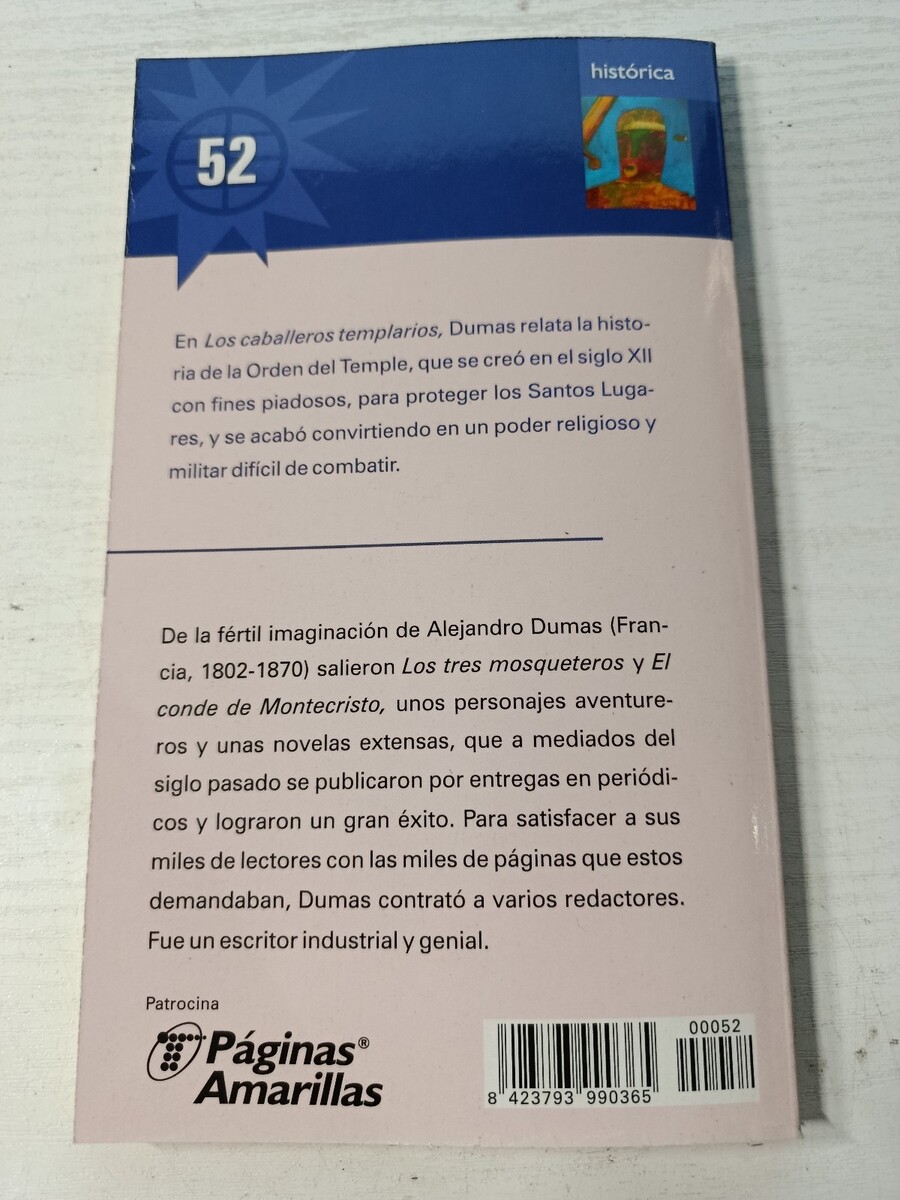 histórica
52
En Los caballeros templarios, Dumas relata la histo-
ria de la Orden del Temple, que se creó en el siglo XII
con fines piadosos, para proteger los Santos Luga-
res, y se acabó convirtiendo en un poder religioso y
militar difícil de combatir.
De la fértil imaginación de Alejandro Dumas (Fran-
cia, 1802-1870) salieron Los tres mosqueteros y El
conde de Montecristo, unos personajes aventure-
ros y unas novelas extensas, que a mediados del
siglo pasado se publicaron por entregas en periódi-
cos y lograron un gran éxito. Para satisfacer a sus
miles de lectores con las miles de páginas que estos
demandaban, Dumas contrató a varios redactores.
Fue un escritor industrial y genial.
Patrocina
Páginas®
Amarillas
00052
8 423793 990365